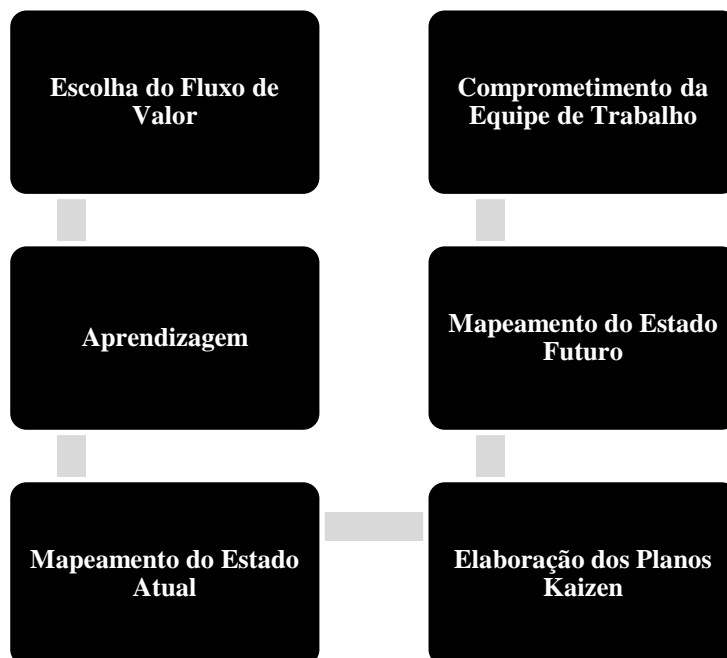 Escolha do Fluxo de
Valor
Aprendizagem
Mapeamento do Estado
Atual
Elaboração dos Planos
Kaizen
Mapeamento do Estado
Futuro
Comprometimento da
Equipe de Trabalho